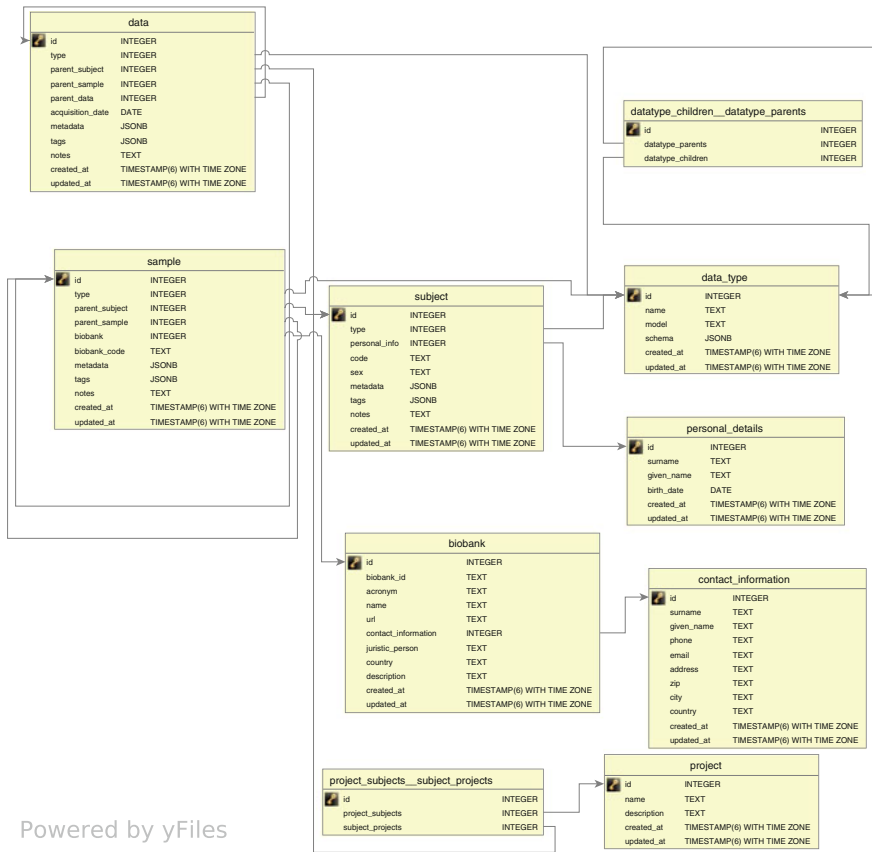 data
id INTEGER
type INTEGER
parent_subject INTEGER
parent_sample INTEGER
parent_data INTEGER
acquisition_date DATE
metadata JSONB
tags JSONB
notes TEXT
created_at TIMESTAMP(6) WITH TIME ZONE
updated_at TIMESTAMP(6) WITH TIME ZONE
datatype_children__datatype_parents
id INTEGER
datatype_parents INTEGER
datatype_children INTEGER
sample
id INTEGER
type INTEGER
parent_subject INTEGER
parent_sample INTEGER
biobank INTEGER
biobank_code TEXT
metadata JSONB
tags JSONB
notes TEXT
created_at TIMESTAMP(6) WITH TIME ZONE
updated_at TIMESTAMP(6) WITH TIME ZONE
subject
id INTEGER
type INTEGER
personal_info INTEGER
code TEXT
sex TEXT
metadata JSONB
tags JSONB
notes TEXT
created_at TIMESTAMP(6) WITH TIME ZONE
updated_at TIMESTAMP(6) WITH TIME ZONE
data_type
id INTEGER
name TEXT
model TEXT
schema JSONB
created_at TIMESTAMP(6) WITH TIME ZONE
updated_at TIMESTAMP(6) WITH TIME ZONE
personal_details
id INTEGER
surname TEXT
given_name TEXT
birth_date DATE
created_at TIMESTAMP(6) WITH TIME ZONE
updated_at TIMESTAMP(6) WITH TIME ZONE
biobank
id INTEGER
biobank_id TEXT
acronym TEXT
name TEXT
url TEXT
contact_information INTEGER
juristic_person TEXT
country TEXT
description TEXT
created_at TIMESTAMP(6) WITH TIME ZONE
updated_at TIMESTAMP(6) WITH TIME ZONE
contact_information
id INTEGER
surname TEXT
given_name TEXT
phone TEXT
email TEXT
address TEXT
zip TEXT
city TEXT
country TEXT
created_at TIMESTAMP(6) WITH TIME ZONE
updated_at TIMESTAMP(6) WITH TIME ZONE
project_subjects__subject_projects
id INTEGER
project_subjects INTEGER
subject_projects INTEGER
project
id INTEGER
name TEXT
description TEXT
created_at TIMESTAMP(6) WITH TIME ZONE
updated_at TIMESTAMP(6) WITH TIME ZONE
Powered by yFiles